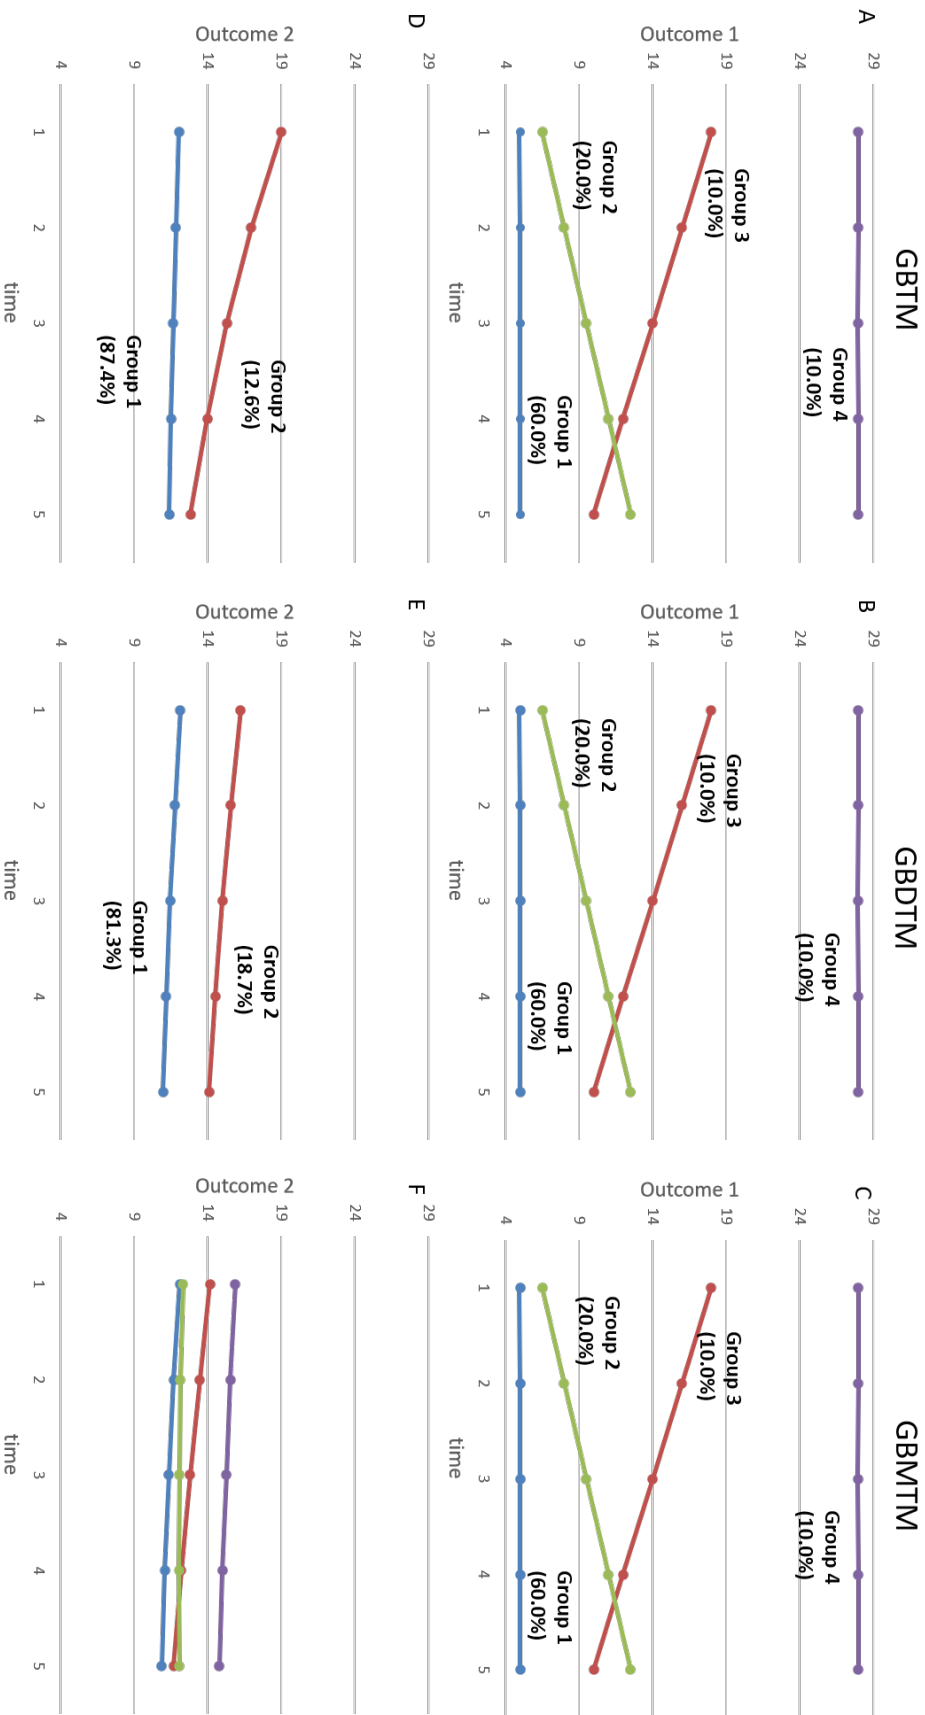 GBTM
GBDTM
GBMTM
A
29
24
19
14
9
4
Outcome 1
Group 4
(10.0%)
Group 3
(10.0%)
Group 2
(20.0%)
Group 1
(60.0%)
1 2 3 4 5
time
B
29
24
19
14
9
4
Outcome 1
Group 4
(10.0%)
Group 3
(10.0%)
Group 2
(20.0%)
Group 1
(60.0%)
1 2 3 4 5
time
C
29
24
19
14
9
4
Outcome 1
Group 4
(10.0%)
Group 3
(10.0%)
Group 2
(20.0%)
Group 1
(60.0%)
1 2 3 4 5
time
D
29
24
19
14
9
4
Outcome 2
Group 2
(12.6%)
Group 1
(87.4%)
1 2 3 4 5
time
E
29
24
19
14
9
4
Outcome 2
Group 2
(18.7%)
Group 1
(81.3%)
1 2 3 4 5
time
F
29
24
19
14
9
4
Outcome 2
1 2 3 4 5
time